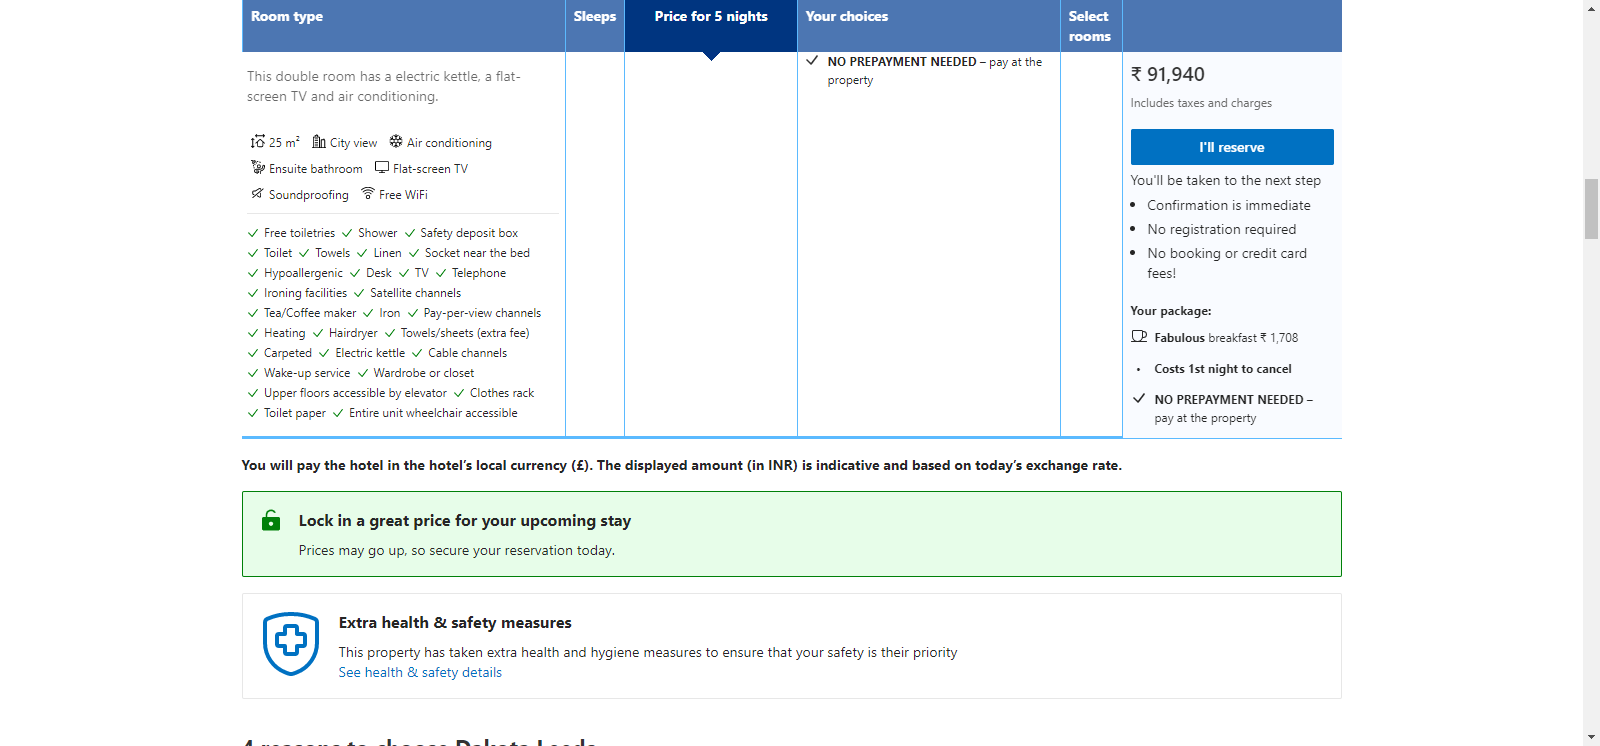 Room type
Sleeps
Price for 5 nights
Your choices
Select
rooms
This double room has a electric kettle, a flat-
screen TV and air conditioning.
25 m² City view Air conditioning
Ensuite bathroom Flat-screen TV
Soundproofing Free WiFi
Free toiletries Shower Safety deposit box
Toilet Towels Linen Socket near the bed
Hypoallergenic Desk TV Telephone
Ironing facilities Satellite channels
Tea/Coffee maker Iron Pay-per-view channels
Heating Hairdryer Towels/sheets (extra fee)
Carpeted Electric kettle Cable channels
Wake-up service Wardrobe or closet
Upper floors accessible by elevator Clothes rack
Toilet paper Entire unit wheelchair accessible
NO PREPAYMENT NEEDED – pay at the
property
₹ 91,940
Includes taxes and charges
I'll reserve
You'll be taken to the next step
• Confirmation is immediate
• No registration required
• No booking or credit card
fees!
Your package:
Fabulous breakfast ₹ 1,708
• Costs 1st night to cancel
NO PREPAYMENT NEEDED –
pay at the property
You will pay the hotel in the hotel’s local currency (£). The displayed amount (in INR) is indicative and based on today’s exchange rate.
Lock in a great price for your upcoming stay
Prices may go up, so secure your reservation today.
Extra health & safety measures
This property has taken extra health and hygiene measures to ensure that your safety is their priority
See health & safety details
4 reasons to choose Dakota Leeds